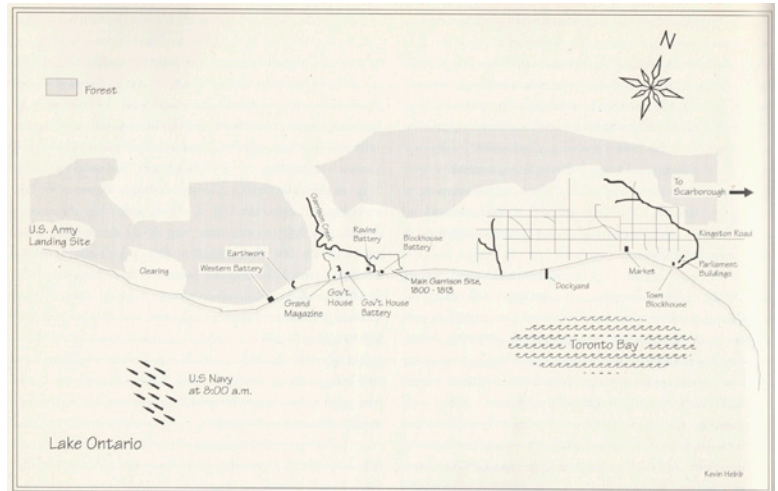 N
Forest
To
Scarborough
Garrison Creek
U.S. Army
Landing Site
Ravine
Battery
Blockhouse
Battery
Kingston Road
Earthwork
Clearing
Western Battery
Gov't.
House
Grand
Magazine
Gov't. House
Battery
Main Garrison Site,
1800 - 1813
Dockyard
Market
Parliament
Buildings
Town
Blockhouse
Toronto Bay
U.S Navy
at 8:00 a.m.
Lake Ontario
Kevin Hebib